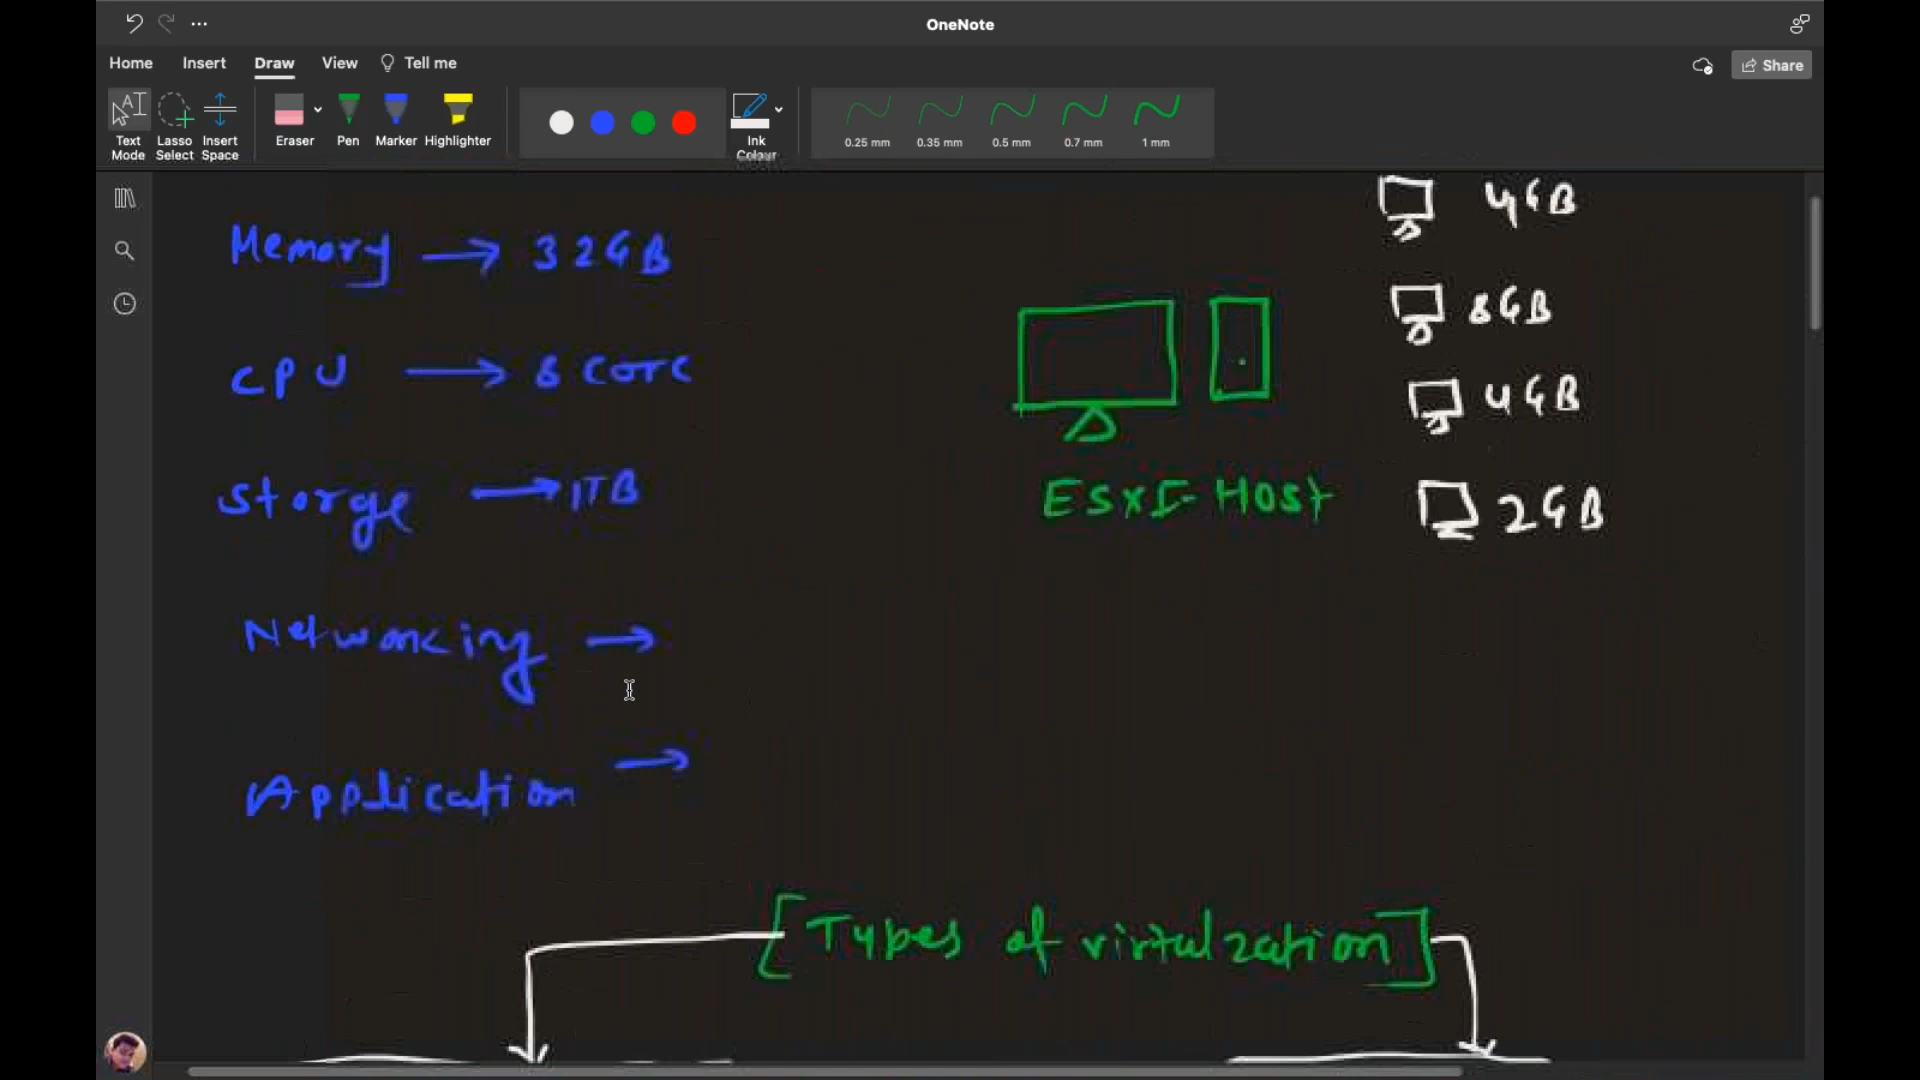 OneNote
Home Insert Draw View Tell me
Share
Text Mode
Lasso Select
Insert Space
Eraser
Pen
Marker
Highlighter
Ink Colour
0.25 mm
0.35 mm
0.5 mm
0.7 mm
1 mm
4GB
Memory → 32GB
8GB
CPU → 8 Core
4GB
Storge → 1TB
ESXI-Host
2GB
Networking →
Application →
[Types of virtalzation]